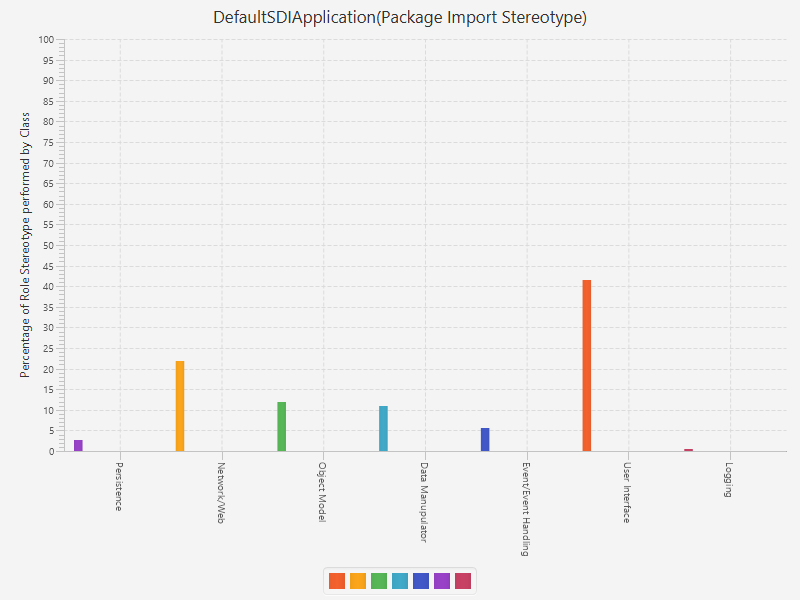 DefaultSDIApplication(Package Import Stereotype)
Percentage of Role Stereotype performed by Class
100
95
90
85
80
75
70
65
60
55
50
45
40
35
30
25
20
15
10
5
0
Persistence
Network/Web
Object Model
Data Manupulator
Event/Event Handling
User Interface
Logging